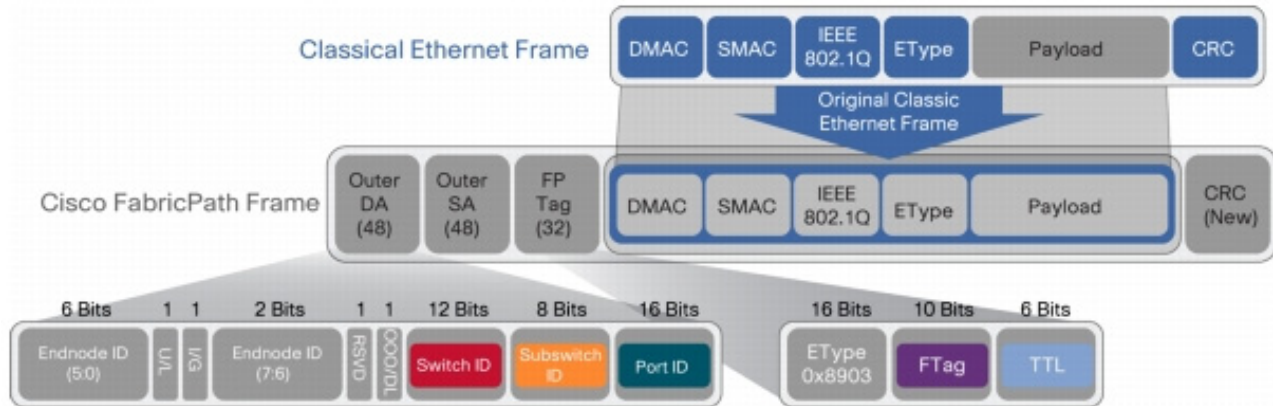 Classical Ethernet Frame
DMAC
SMAC
IEEE
802.1Q
EType
Payload
CRC
Original Classic
Ethernet Frame
Cisco FabricPath Frame
Outer
DA
(48)
Outer
SA
(48)
FP
Tag
(32)
DMAC
SMAC
IEEE
802.1Q
EType
Payload
CRC
(New)
6 Bits
1
1
2 Bits
1
1
12 Bits
8 Bits
16 Bits
Endnode ID
(5:0)
U/L
I/G
Endnode ID
(7:6)
RSVD
OOO/DL
Switch ID
Subswitch
ID
Port ID
16 Bits
10 Bits
6 Bits
EType
0x8903
FTag
TTL